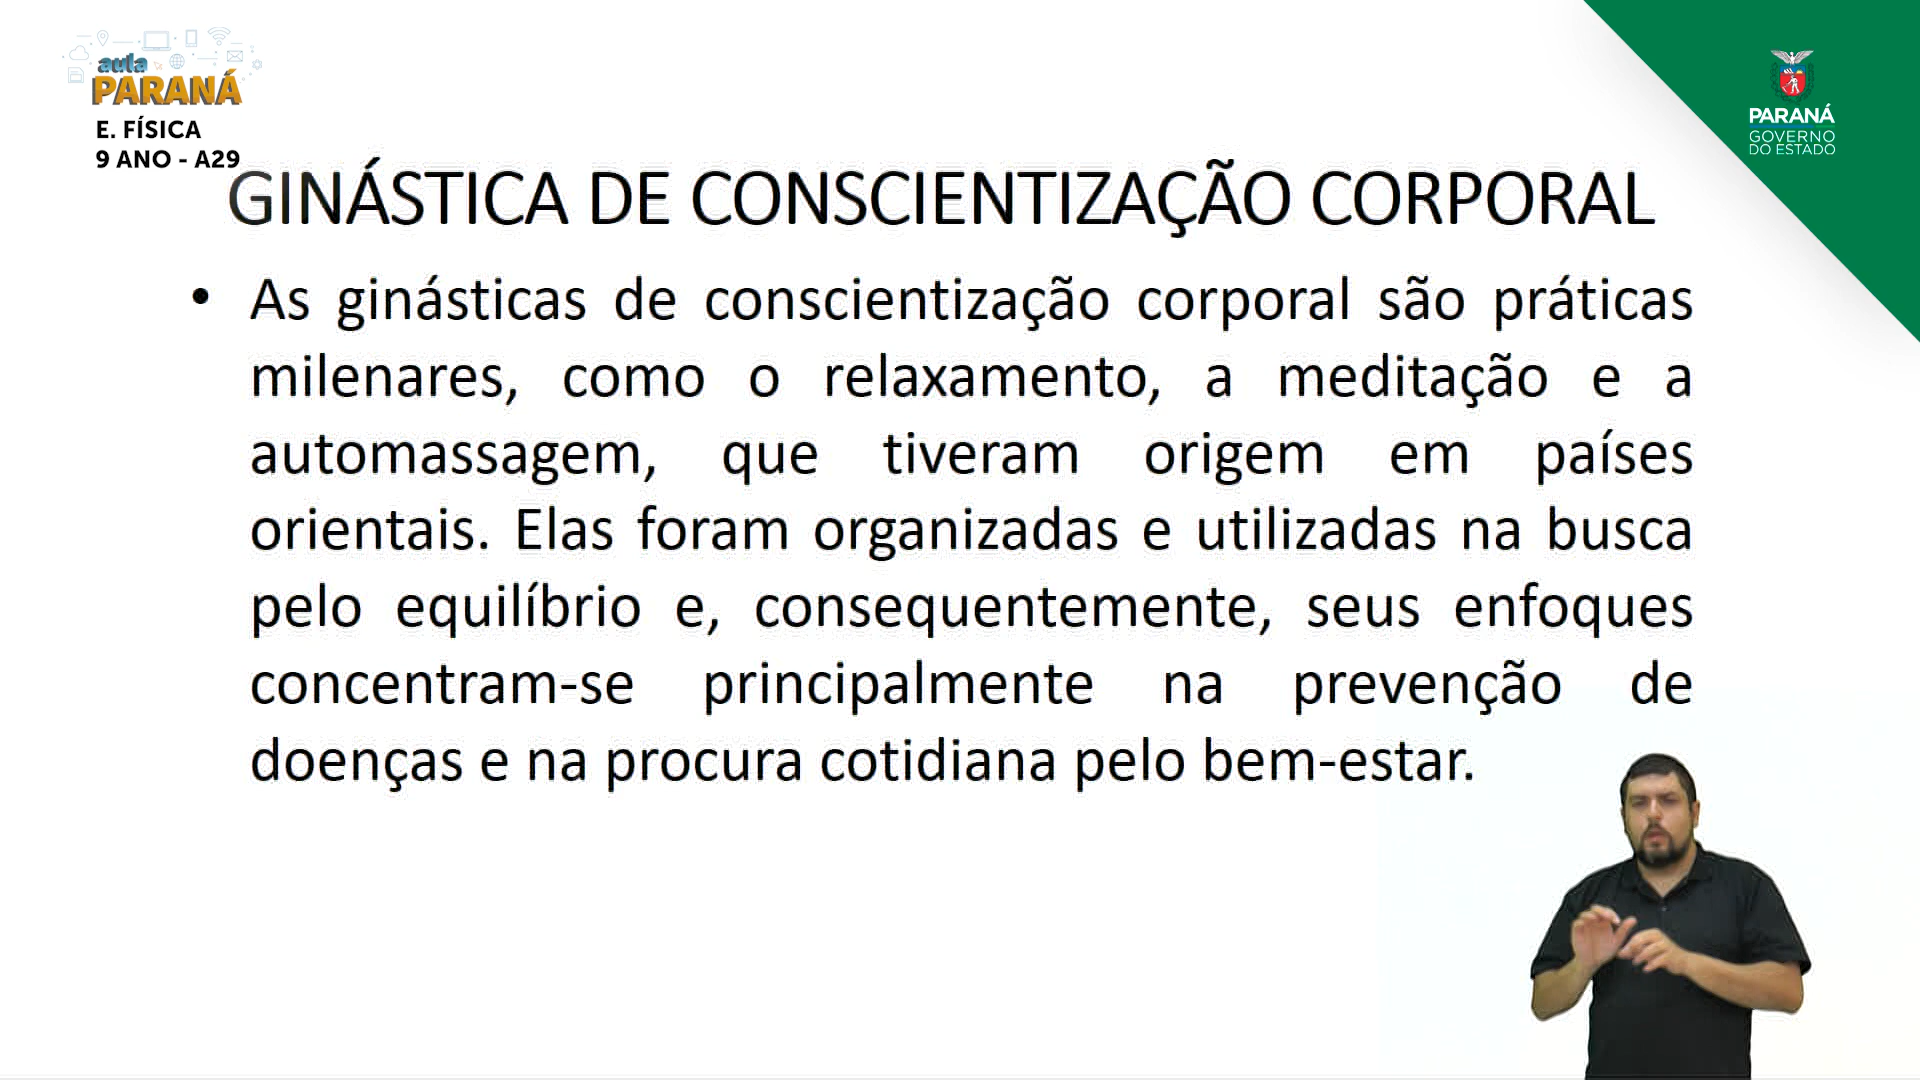 aula
PARANÁ
E. FÍSICA
9 ANO - A29
PARANÁ
GOVERNO
DO ESTADO
GINÁSTICA DE CONSCIENTIZAÇÃO CORPORAL
• As ginásticas de conscientização corporal são práticas
milenares, como o relaxamento, a meditação e a
automassagem, que tiveram origem em países
orientais. Elas foram organizadas e utilizadas na busca
pelo equilíbrio e, consequentemente, seus enfoques
concentram-se principalmente na prevenção de
doenças e na procura cotidiana pelo bem-estar.